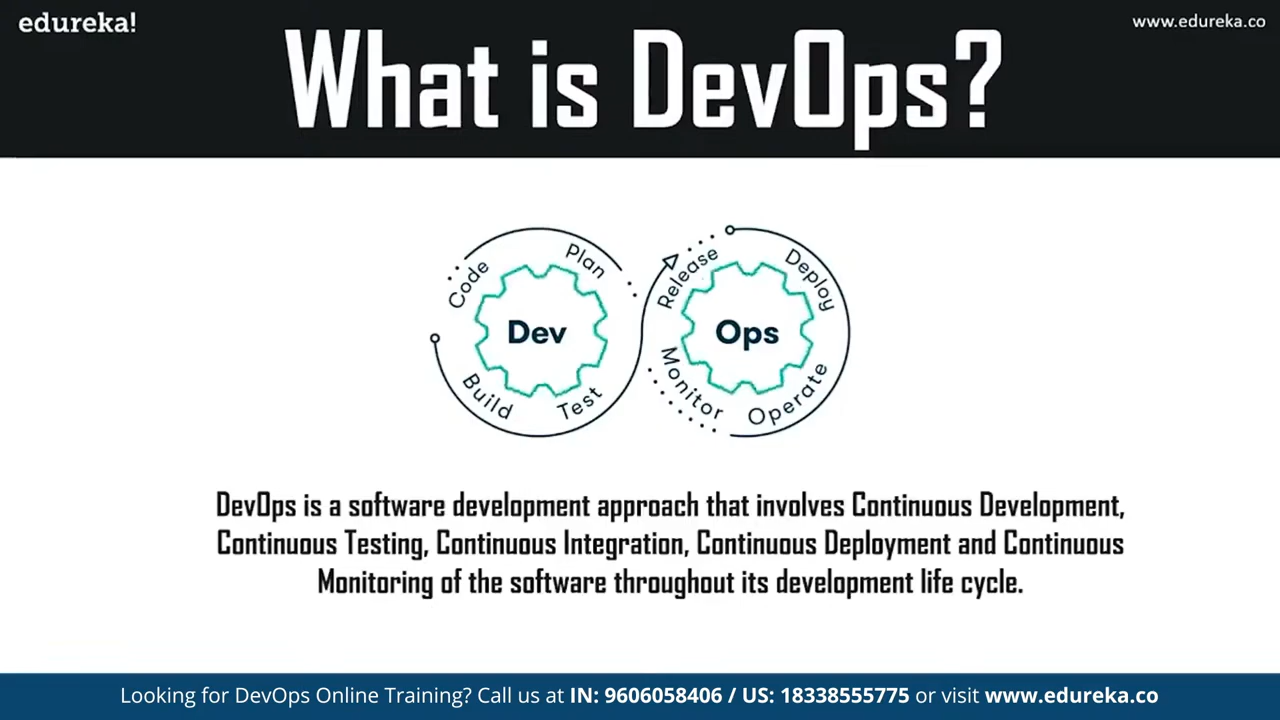 edureka!
www.edureka.co
What is DevOps?
Plan
Code
Dev
Build
Test
Release
Deploy
Ops
Monitor
Operate
DevOps is a software development approach that involves Continuous Development,
Continuous Testing, Continuous Integration, Continuous Deployment and Continuous
Monitoring of the software throughout its development life cycle.
Looking for DevOps Online Training? Call us at IN: 9606058406 / US: 18338555775 or visit www.edureka.co